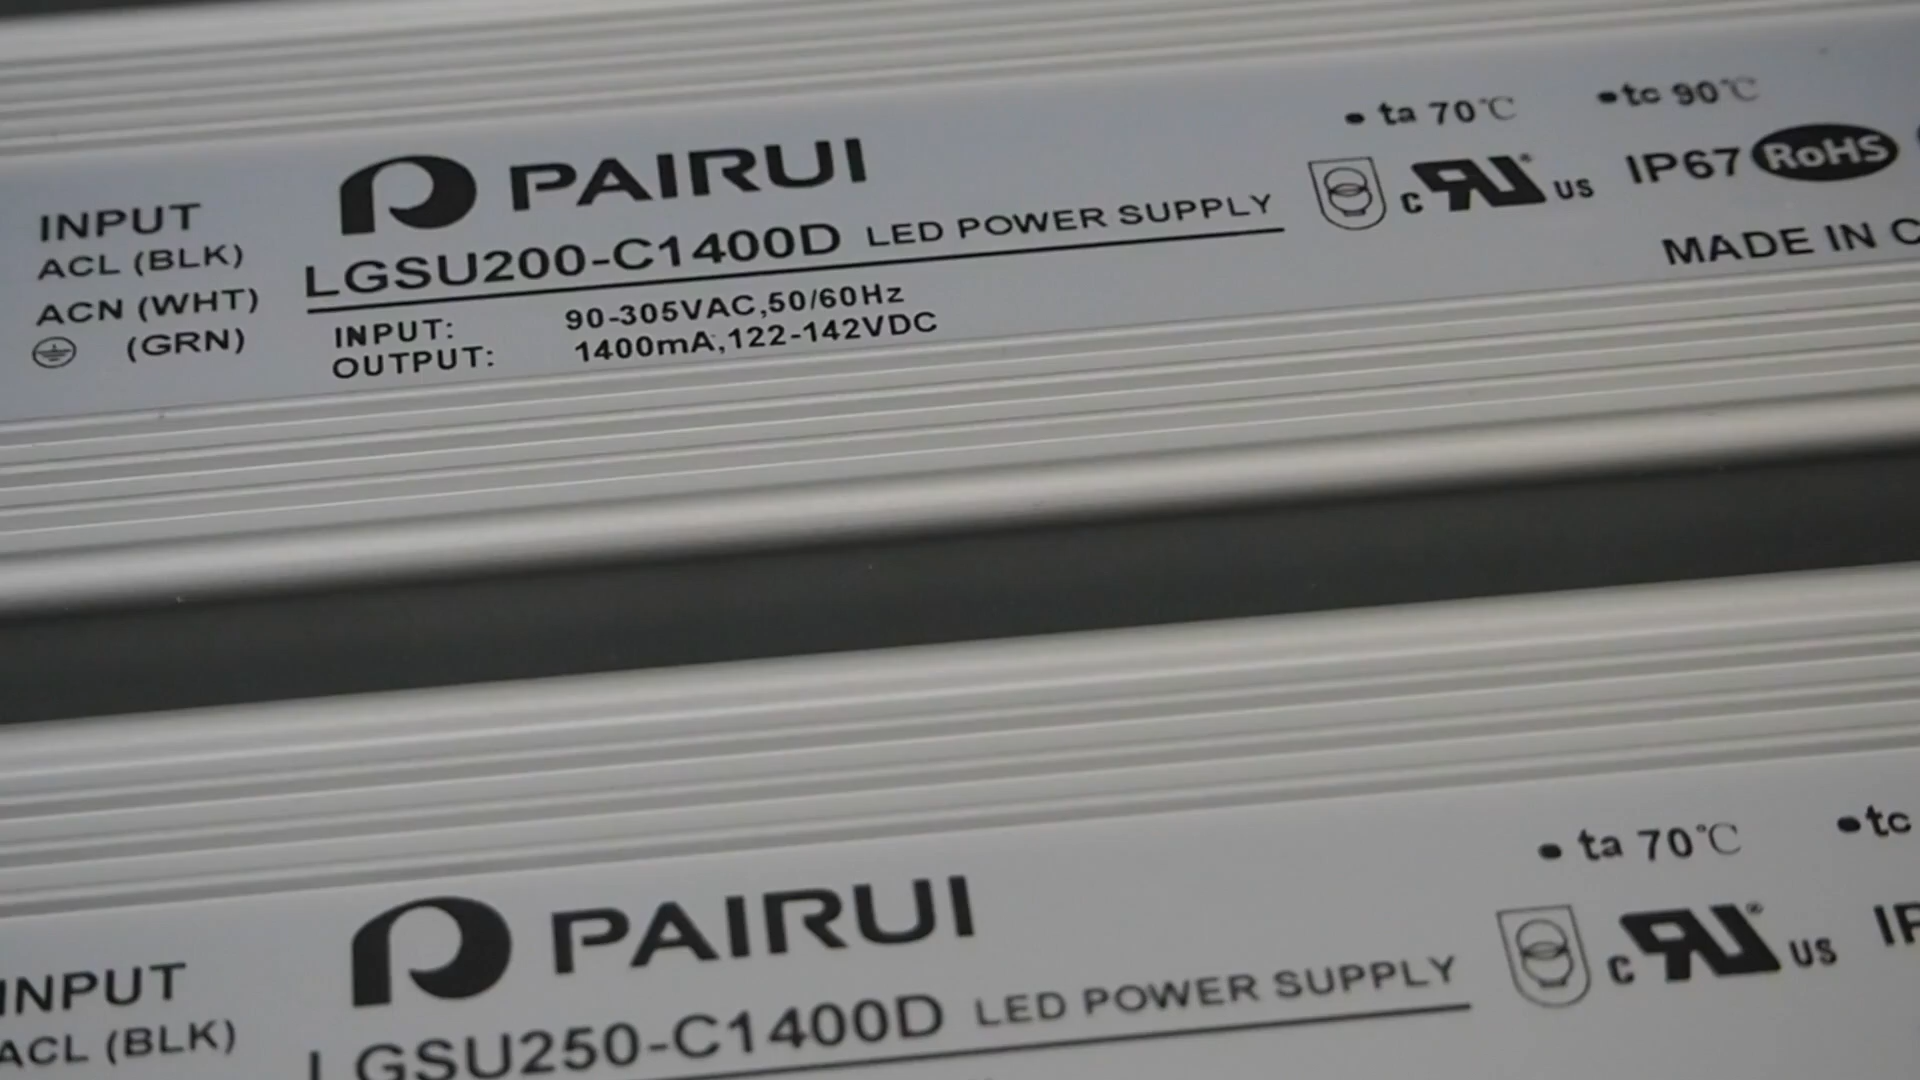 • ta 70℃ • tc 90℃
PAIRUI
c RU® US IP67 RoHS
INPUT
LGSU200-C1400D LED POWER SUPPLY
MADE IN
ACL (BLK)
ACN (WHT)
(GRN)
INPUT: 90-305VAC,50/60Hz
OUTPUT: 1400mA,122-142VDC
• ta 70℃ • tc
PAIRUI
c RU® US
INPUT
LGSU250-C1400D LED POWER SUPPLY
ACL (BLK)